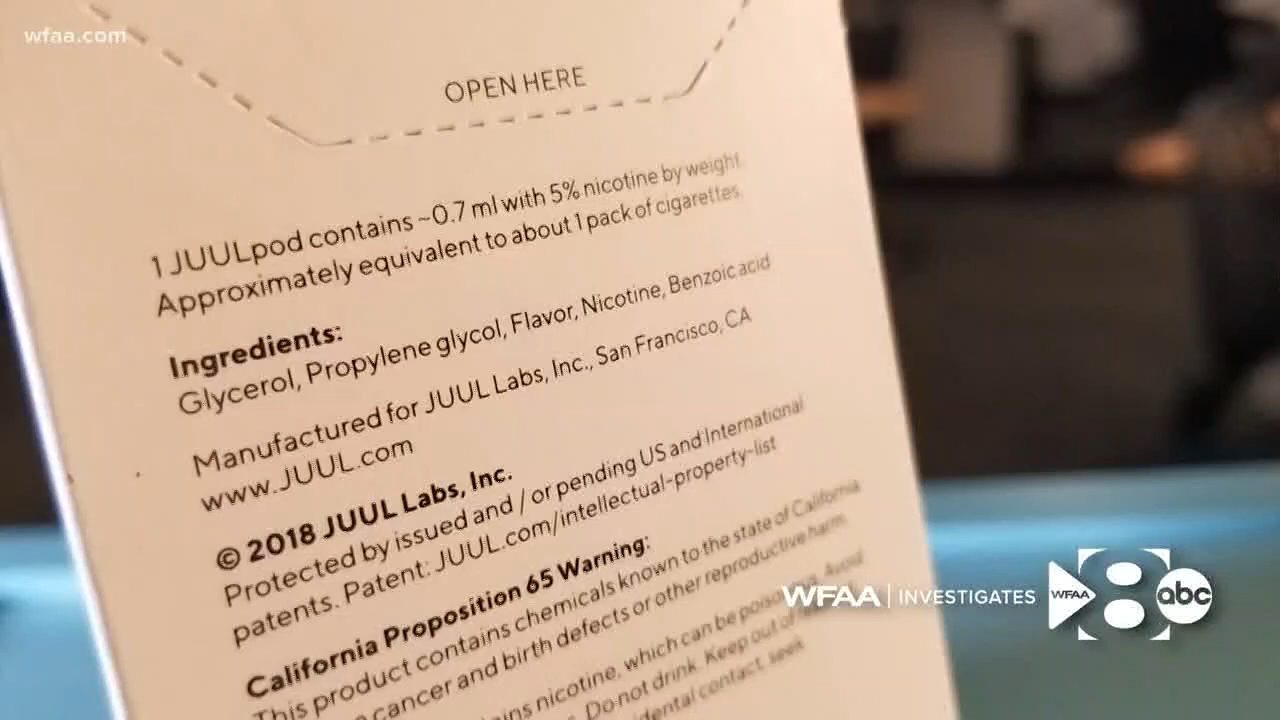 wfaa.com
OPEN HERE
1 JUULpod contains ~0.7 ml with 5% nicotine by weight.
Approximately equivalent to about 1 pack of cigarettes.
Ingredients:
Glycerol, Propylene glycol, Flavor, Nicotine, Benzoic acid
Manufactured for JUUL Labs, Inc., San Francisco, CA
www.JUUL.com
© 2018 JUUL Labs, Inc.
Protected by issued and / or pending US and International
patents. Patent: JUUL.com/intellectual-property-list
California Proposition 65 Warning:
This product contains chemicals known to the state of California
cancer and birth defects or other reproductive harm.
nicotine, which can be Avoid
Do not drink. Keep out of
contact, seek
WFAA | INVESTIGATES
WFAA 8 abc